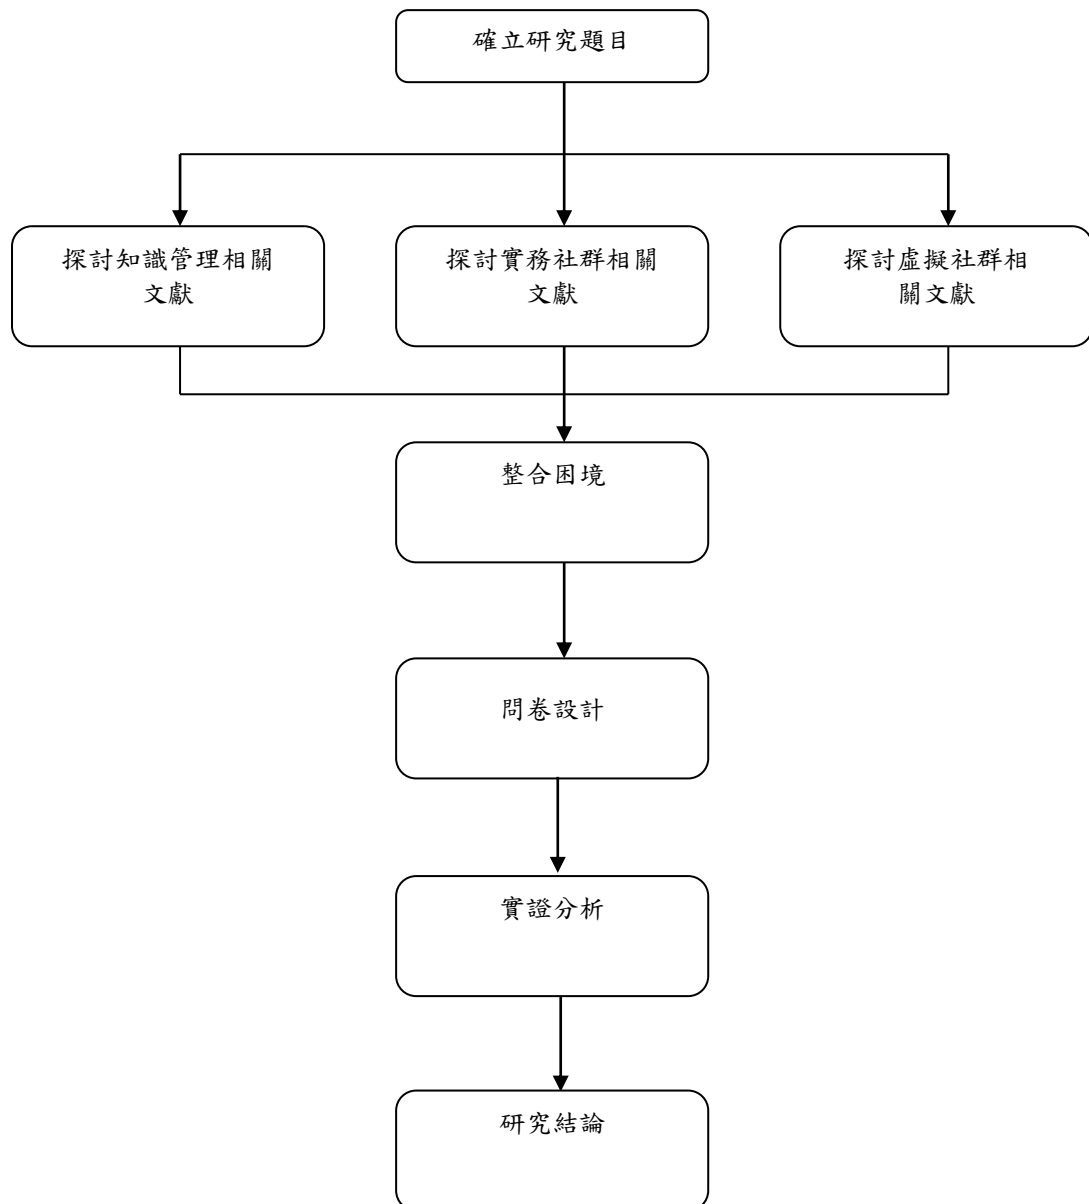 確立研究題目
探討知識管理相關
文獻
探討實務社群相關
文獻
探討虛擬社群相
關文獻
整合困境
問卷設計
實證分析
研究結論